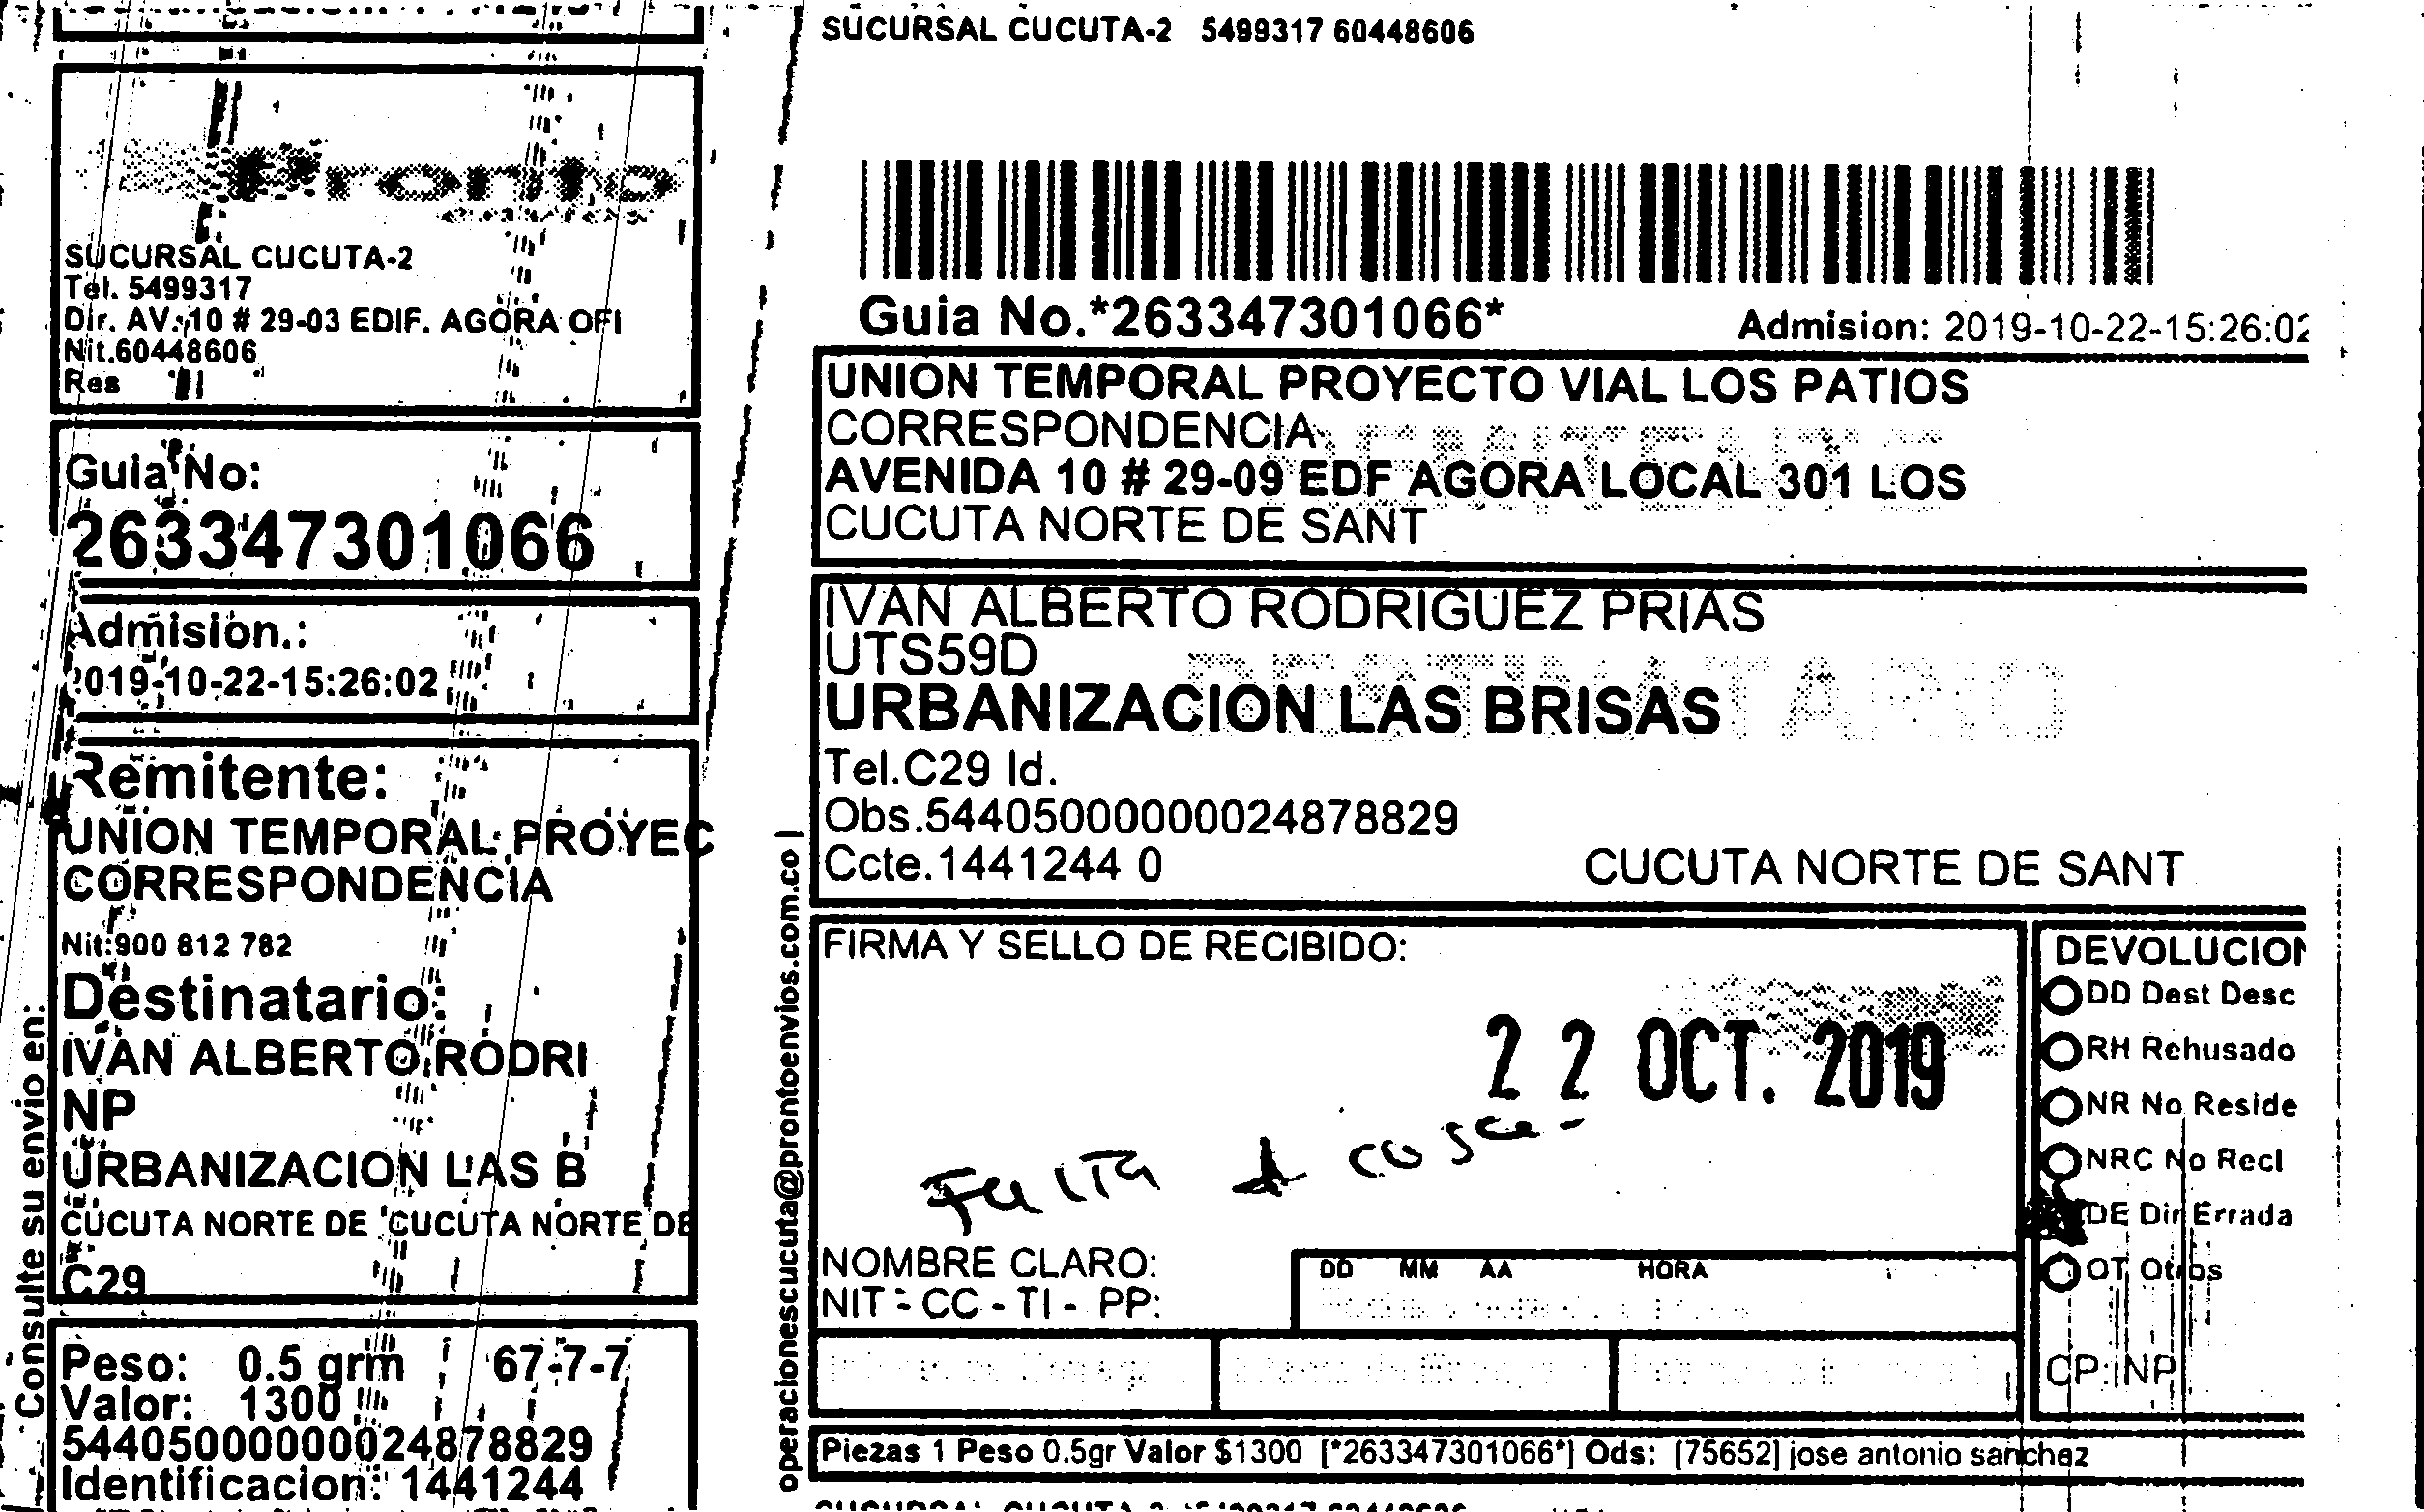 Pronto
envios
SUCURSAL CUCUTA-2
Tel. 5499317
Dir. AV. 10 # 29-03 EDIF. AGORA OFI
Nit.60448606
Res
Guia No:
263347301066
Admision.:
2019-10-22-15:26:02
Remitente:
UNION TEMPORAL PROYEC
CORRESPONDENCIA
Nit:900 812 782
Destinatario:
IVAN ALBERTO RODRI
NP
URBANIZACION LAS B
CUCUTA NORTE DE CUCUTA NORTE DE
C29
Peso: 0.5 grm 67-7-7
Valor: 1300
544050000000024878829
Identificacion: 1441244
Consulte su envio en:
operacionescucuta@prontoenvios.com.co |
SUCURSAL CUCUTA-2 5499317 60448606
Guia No.*263347301066*
Admision: 2019-10-22-15:26:02
UNION TEMPORAL PROYECTO VIAL LOS PATIOS
CORRESPONDENCIA
REMITENTE
AVENIDA 10 # 29-09 EDF AGORA LOCAL 301 LOS
CUCUTA NORTE DE SANT
IVAN ALBERTO RODRIGUEZ PRIAS
UTS59D
DESTINATARIO
URBANIZACION LAS BRISAS
Tel.C29 Id.
Obs.544050000000024878829
Ccte.1441244 0
CUCUTA NORTE DE SANT
FIRMA Y SELLO DE RECIBIDO:
22 OCT. 2019
Falta # casa
NOMBRE CLARO:
NIT - CC - TI - PP:
DD MM AA HORA
DEVOLUCION
DD Dest Desc
RH Rehusado
NR No Reside
NRC No Recl
DE Dir Errada
OT Otros
CP: NP
Piezas 1 Peso 0.5gr Valor $1300 [*263347301066*] Ods: [75652] jose antonio sanchez